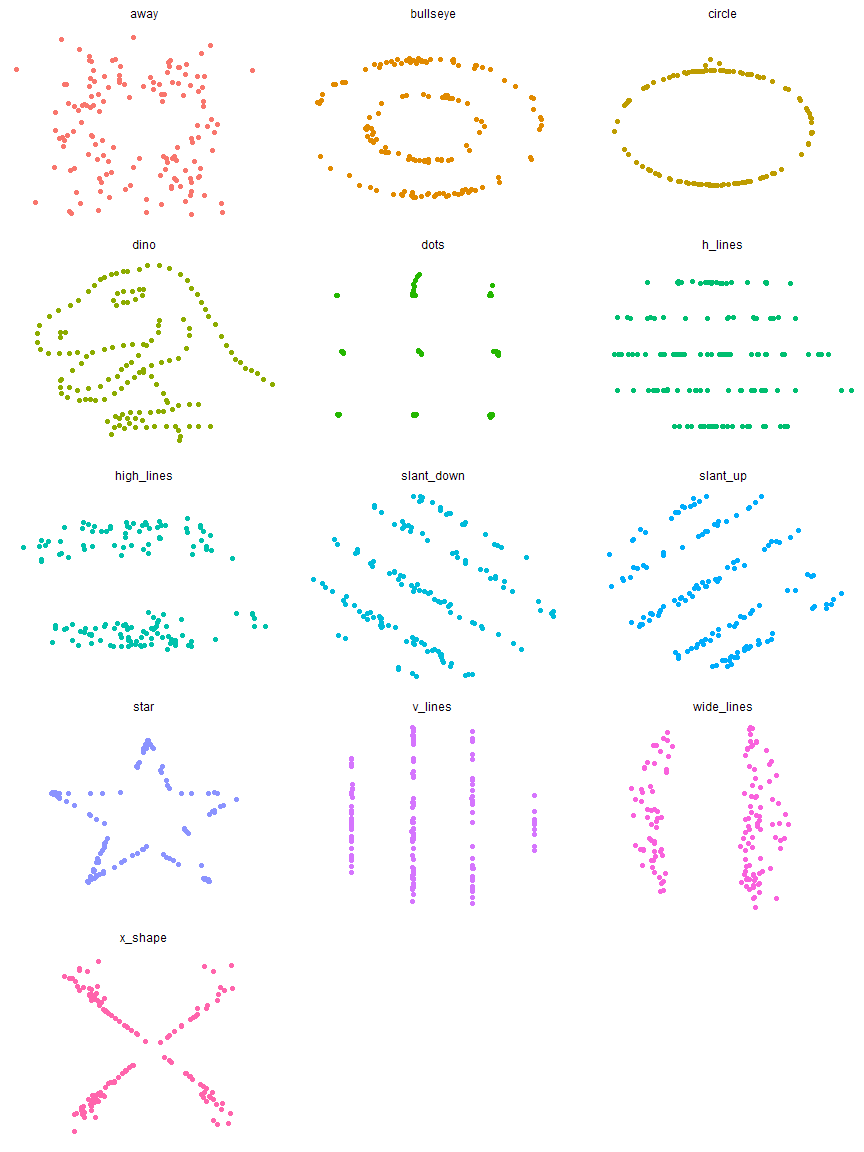 away
bullseye
circle
dino
dots
h_lines
high_lines
slant_down
slant_up
star
v_lines
wide_lines
x_shape